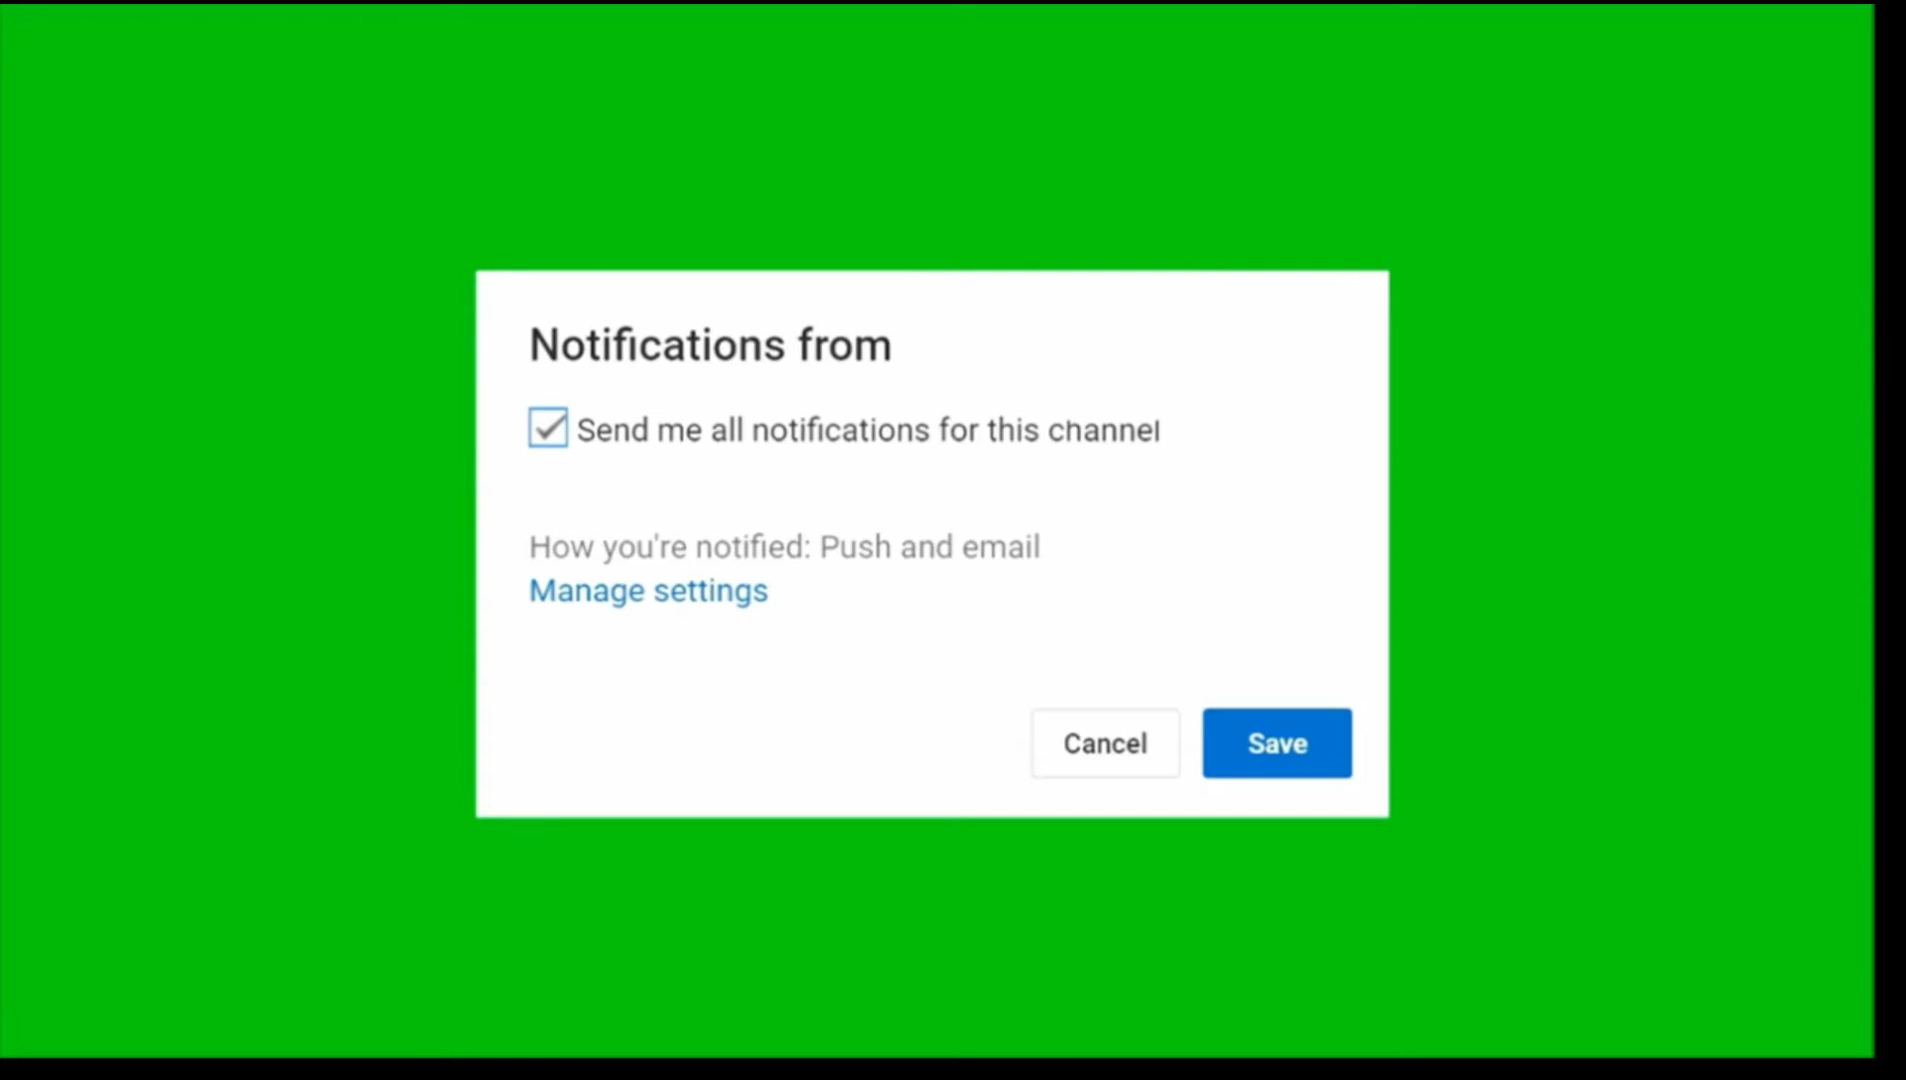 Notifications from
Send me all notifications for this channel
How you're notified: Push and email
Manage settings
Cancel
Save